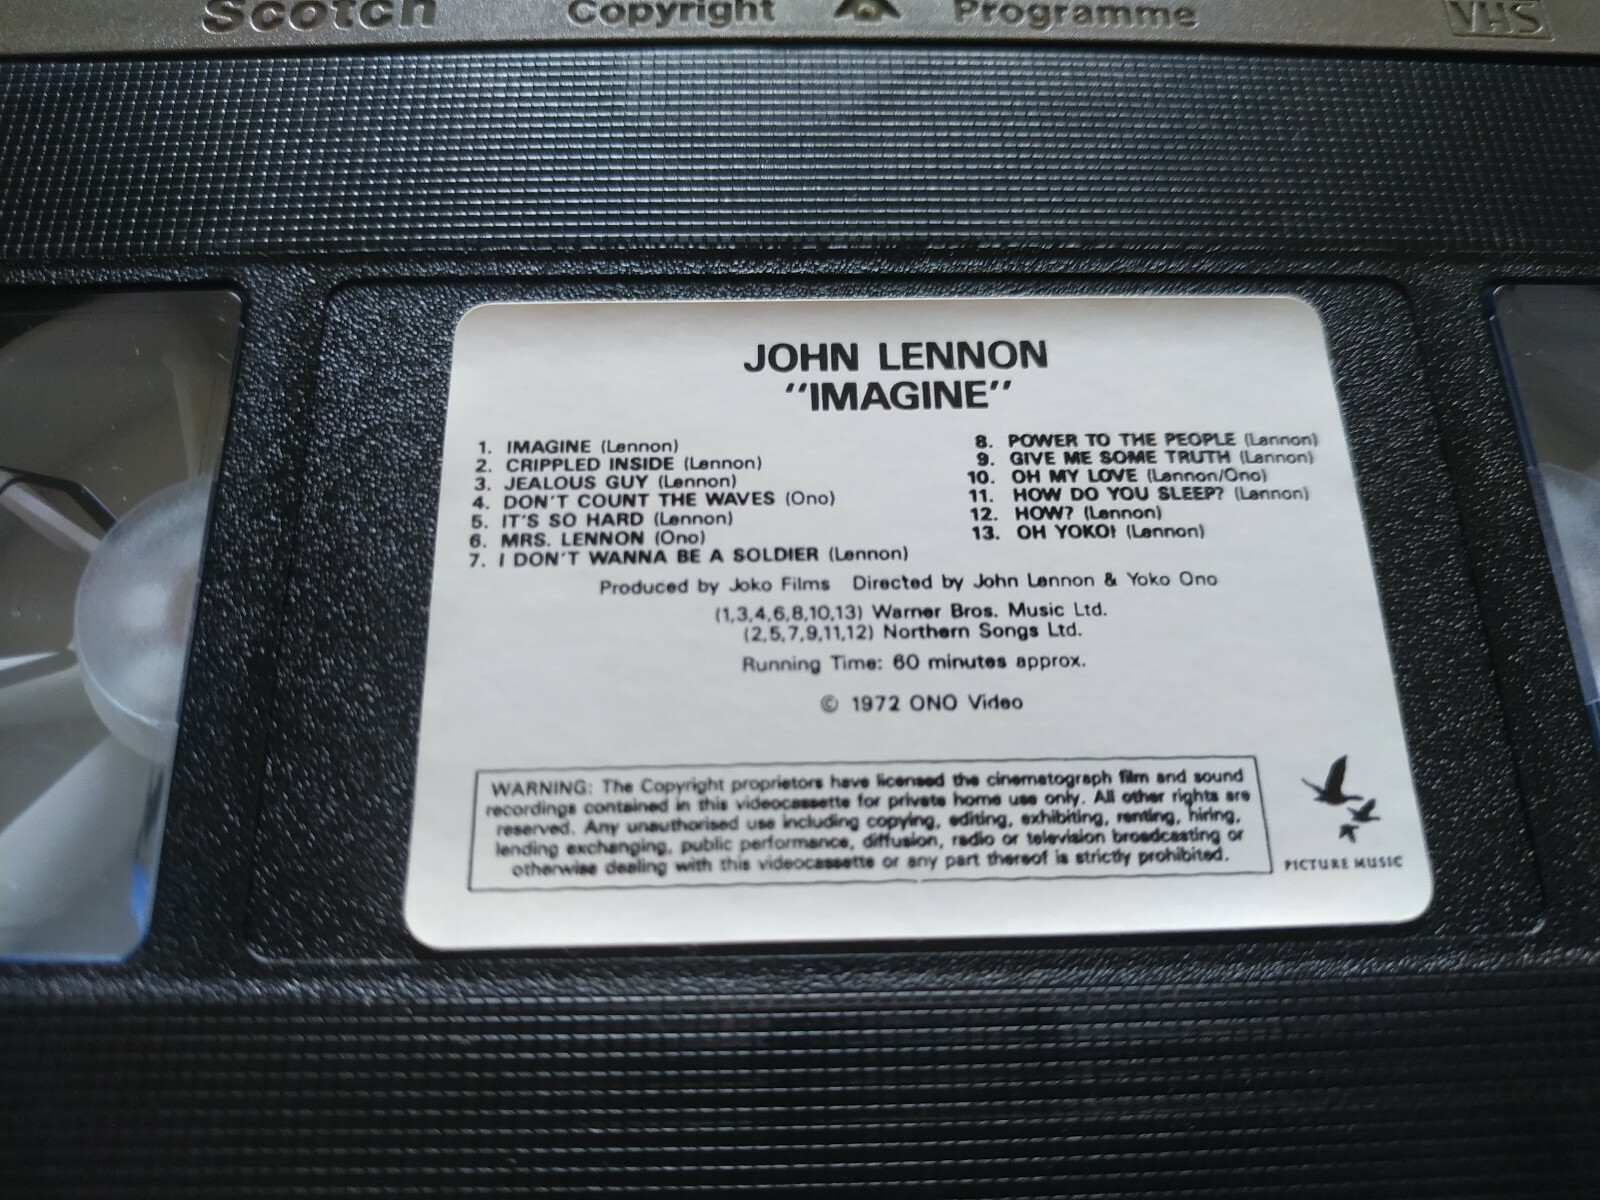 Scotch Copyright Programme VHS
JOHN LENNON
"IMAGINE"
1. IMAGINE (Lennon)
2. CRIPPLED INSIDE (Lennon)
3. JEALOUS GUY (Lennon)
4. DON'T COUNT THE WAVES (Ono)
5. IT'S SO HARD (Lennon)
6. MRS. LENNON (Ono)
7. I DON'T WANNA BE A SOLDIER (Lennon)
8. POWER TO THE PEOPLE (Lennon)
9. GIVE ME SOME TRUTH (Lennon)
10. OH MY LOVE (Lennon/Ono)
11. HOW DO YOU SLEEP? (Lennon)
12. HOW? (Lennon)
13. OH YOKO! (Lennon)
Produced by Joko Films Directed by John Lennon & Yoko Ono
(1,3,4,6,8,10,13) Warner Bros. Music Ltd.
(2,5,7,9,11,12) Northern Songs Ltd.
Running Time: 60 minutes approx.
© 1972 ONO Video
WARNING: The Copyright proprietors have licensed the cinematograph film and sound
recordings contained in this videocassette for private home use only. All other rights are
reserved. Any unauthorised use including copying, editing, exhibiting, renting, hiring,
lending exchanging, public performance, diffusion, radio or television broadcasting or
otherwise dealing with this videocassette or any part thereof is strictly prohibited.
PICTURE MUSIC